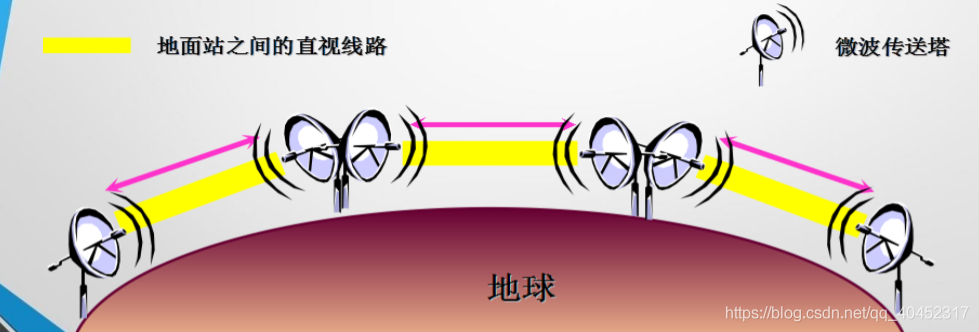 地面站之间的直视线路
微波传送塔
地球
https://blog.csdn.net/qq_40452317